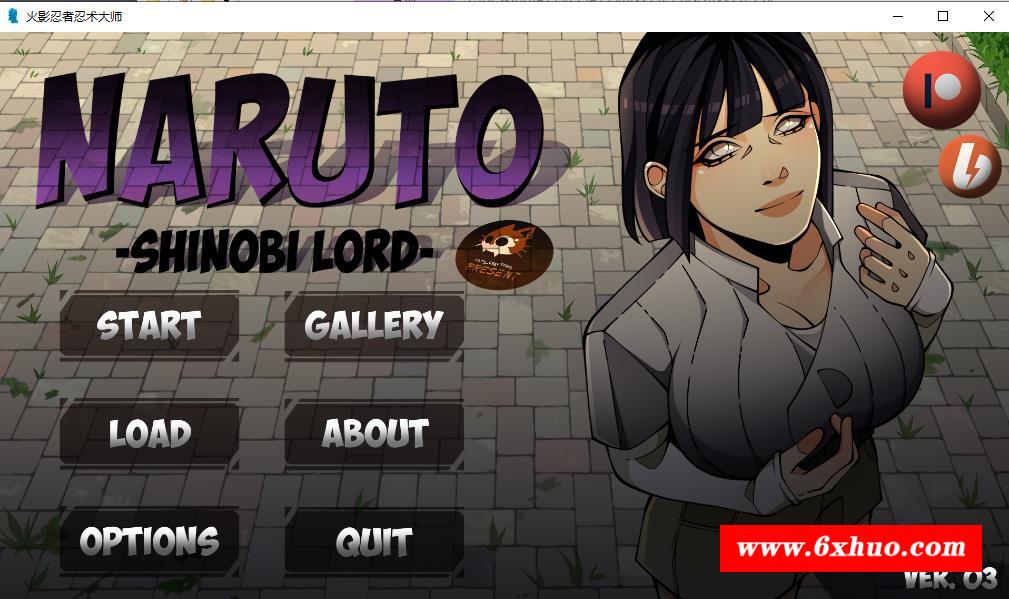 火影忍者忍术大师
NARUTO
-SHINOBI LORD-
PRESENT
START
GALLERY
LOAD
ABOUT
OPTIONS
QUIT
www.6xhuo.com
VER. 03